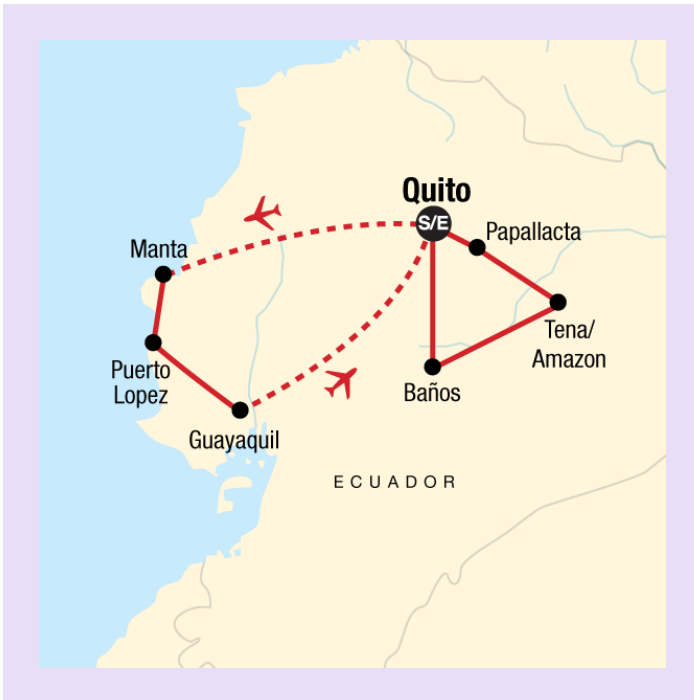 Quito
S/E
Papallacta
Manta
Tena/
Amazon
Puerto
Lopez
Baños
Guayaquil
ECUADOR